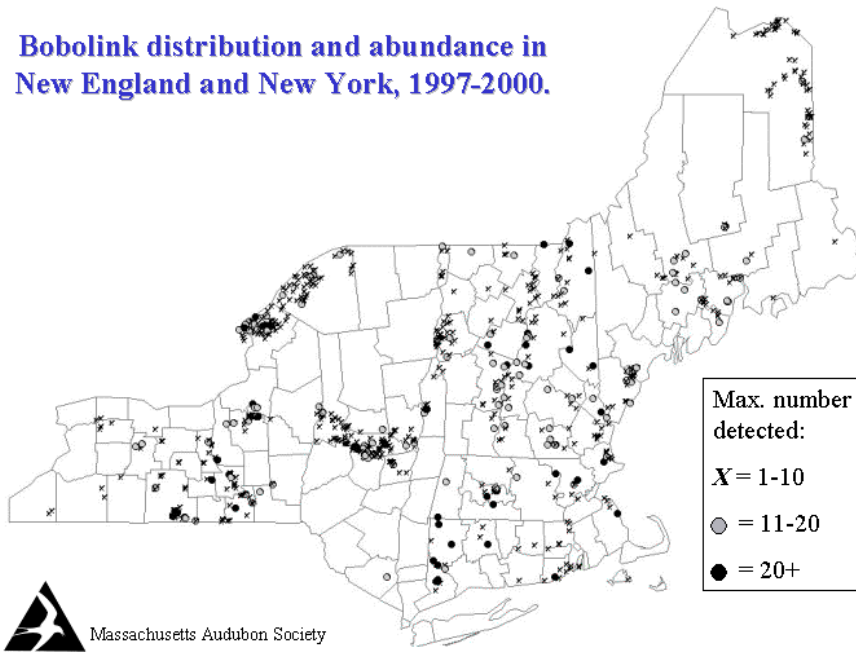 Bobolink distribution and abundance in
New England and New York, 1997-2000.
Max. number
detected:
X = 1-10
= 11-20
= 20+
Massachusetts Audubon Society